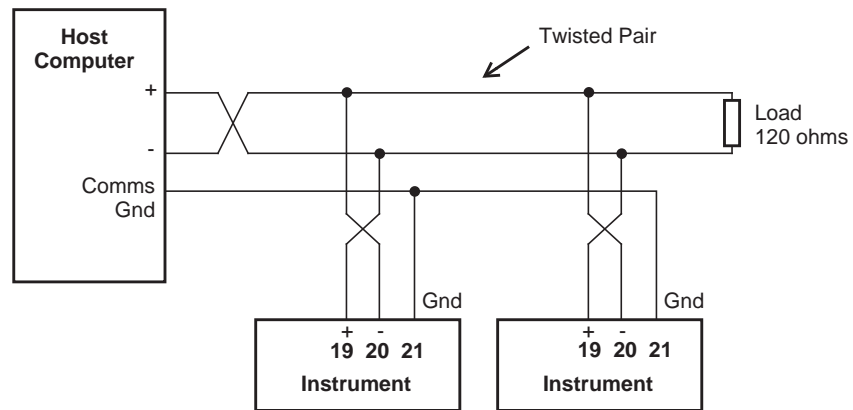 Host
Computer
Twisted Pair
+
-
Load
120 ohms
Comms
Gnd
Gnd
Gnd
+ -
19 20 21
Instrument
+ -
19 20 21
Instrument